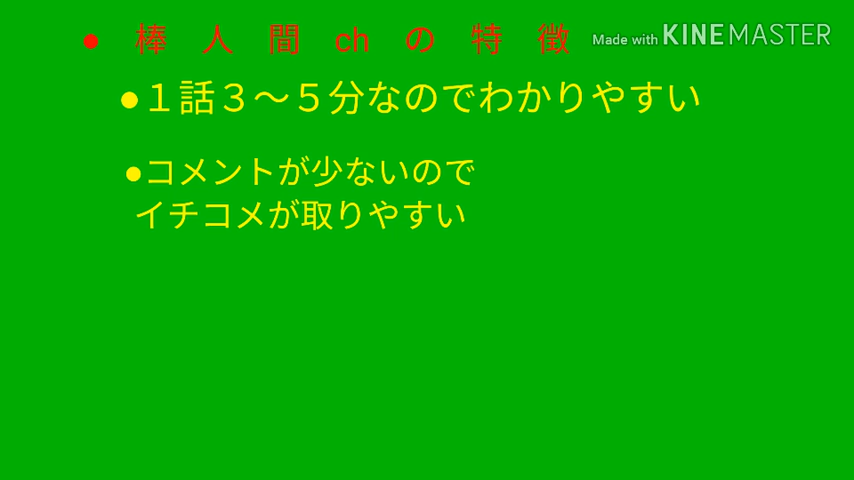 ● 棒人間chの特徴
Made with KINEMASTER
●１話３～５分なのでわかりやすい
●コメントが少ないので
イチコメが取りやすい